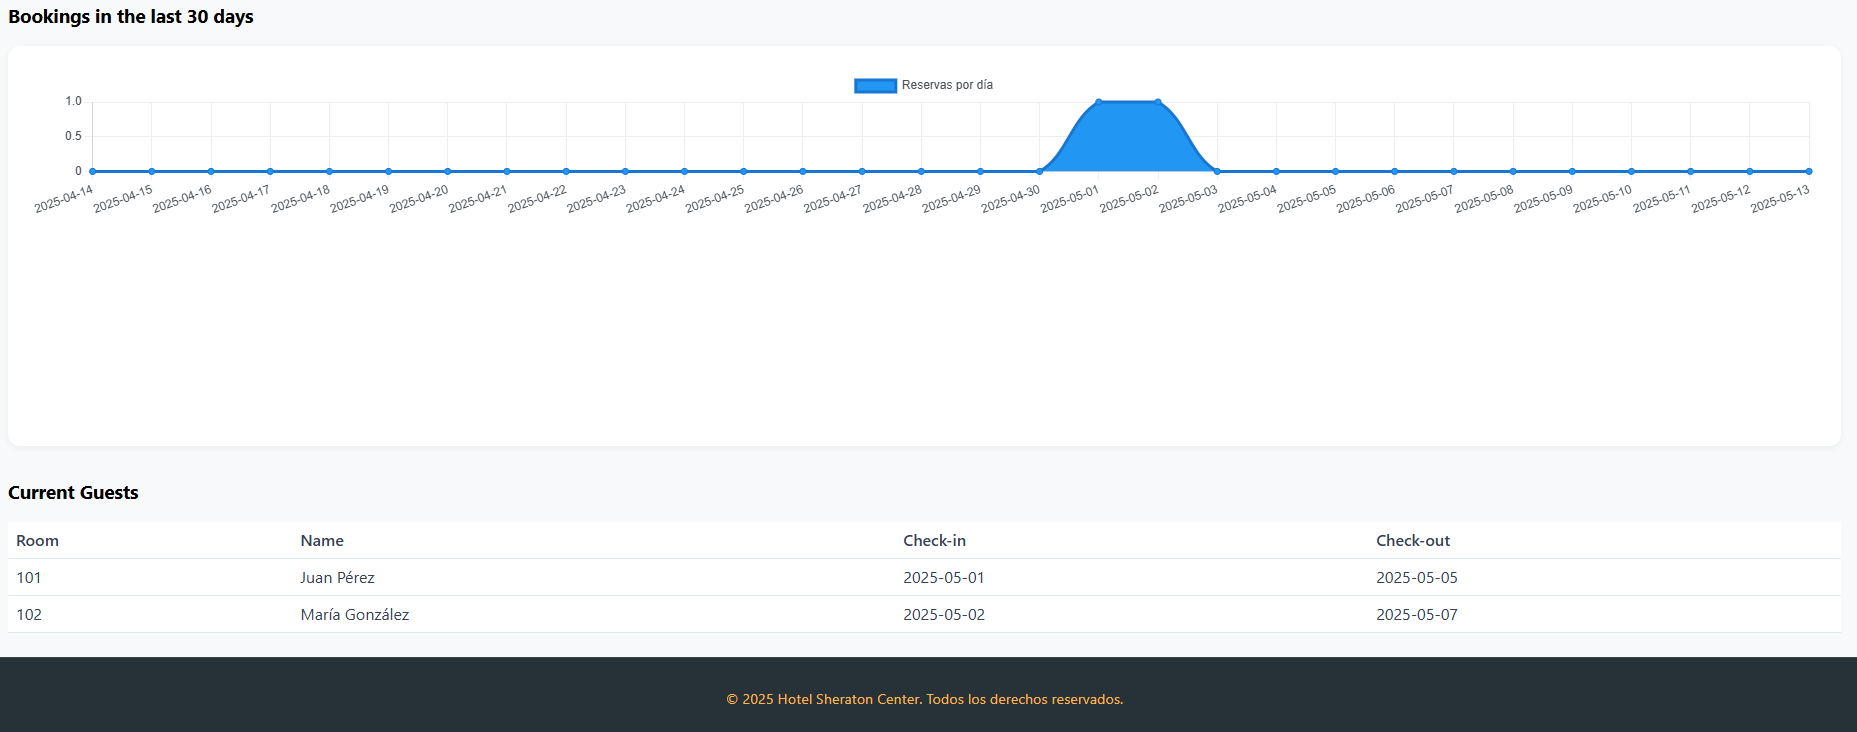 Bookings in the last 30 days
Reservas por día
1.0
0.5
0
2025-04-14 2025-04-15 2025-04-16 2025-04-17 2025-04-18 2025-04-19 2025-04-20 2025-04-21 2025-04-22 2025-04-23 2025-04-24 2025-04-25 2025-04-26 2025-04-27 2025-04-28 2025-04-29 2025-04-30 2025-05-01 2025-05-02 2025-05-03 2025-05-04 2025-05-05 2025-05-06 2025-05-07 2025-05-08 2025-05-09 2025-05-10 2025-05-11 2025-05-12 2025-05-13
Current Guests
Room Name Check-in Check-out
101 Juan Pérez 2025-05-01 2025-05-05
102 María González 2025-05-02 2025-05-07
© 2025 Hotel Sheraton Center. Todos los derechos reservados.